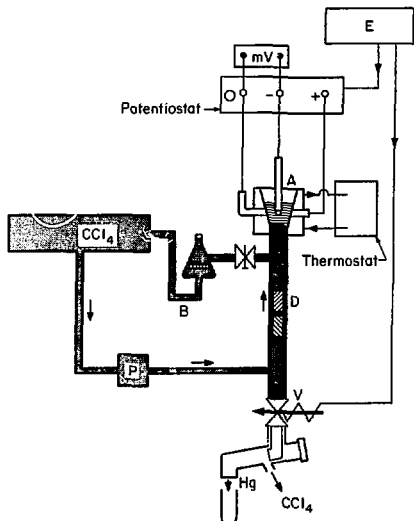 E
mV
O - +
Potentiostat
A
CCl4
Thermostat
B
D
P
V
Hg
CCl4